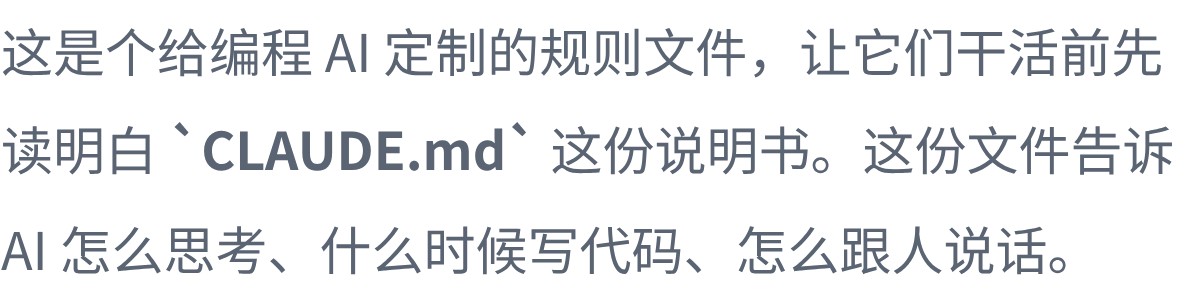 这是个给编程 AI 定制的规则文件，让它们干活前先
读明白 `CLAUDE.md` 这份说明书。这份文件告诉
AI 怎么思考、什么时候写代码、怎么跟人说话。